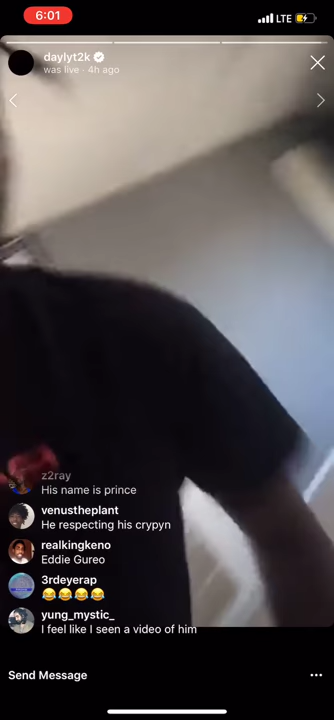 6:01
LTE
daylyt2k
was live · 4h ago
z2ray
His name is prince
venustheplant
He respecting his crypyn
realkingkeno
Eddie Gureo
3rdeyerap
😂😂😂😂
yung_mystic_
I feel like I seen a video of him
Send Message